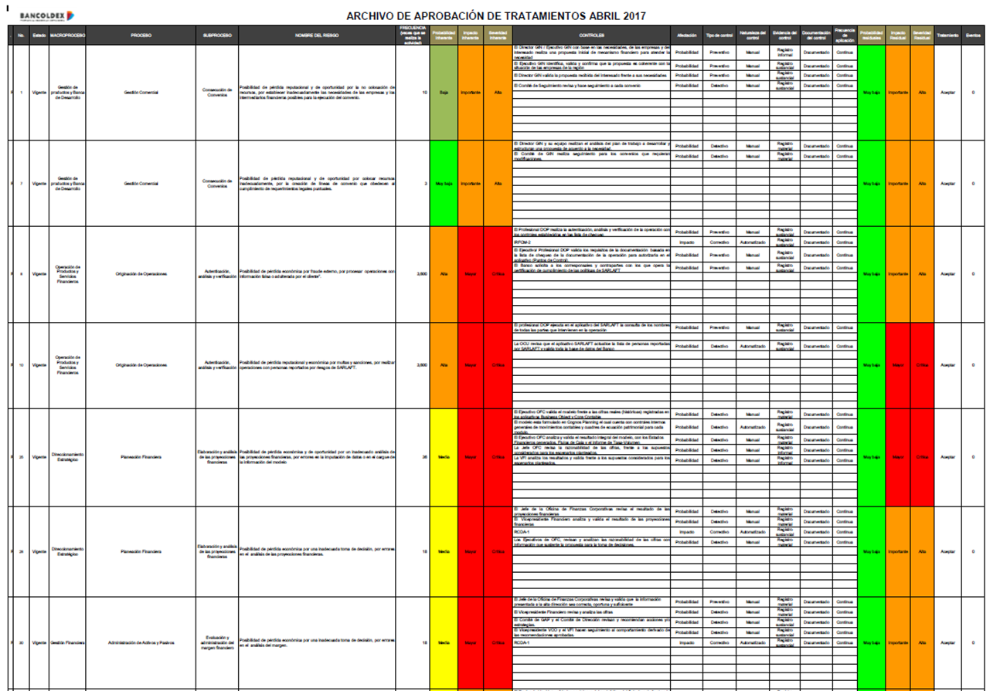 BANCOLDEX
ARCHIVO DE APROBACIÓN DE TRATAMIENTOS ABRIL 2017
No. Estado MACROPROCESO PROCESO SUBPROCESO NOMBRE DEL RIESGO FRECUENCIA (veces que se realiza la actividad) Probabilidad Inherente Impacto Inherente Severidad Inherente CONTROLES Afectación Tipo de control Naturaleza del control Evidencia del control Documentación del control Frecuencia de aplicación Probabilidad residuales Impacto Residual Severidad Residual Tratamiento Eventos
1 Vigente Gestión de productos y Banca de Desarrollo Gestión Comercial Consecución de Convenios
Posibilidad de pérdida reputacional y de oportunidad por la no colocación de
recursos, por establecer inadecuadamente las necesidades de las empresas y los
intermediarios financieros posibles para la ejecución del convenio.
10 Baja Importante Alta
El Director GIN / Ejecutivo GIN con base en las necesidades, de las empresas y del
interesado realiza una propuesta inicial de mecanismo financiero para atender la
necesidad
Probabilidad Preventivo Manual Registro informal Documentado Continua
El Ejecutivo GIN identifica, valida y confirma que la propuesta es coherente con la
situación de las empresas de la región
Probabilidad Preventivo Manual Registro sustancial Documentado Continua
El Director GIN valida la propuesta recibida del interesado frente a sus necesidades
Probabilidad Preventivo Manual Registro sustancial Documentado Continua
El Comité de Seguimiento revisa y hace seguimiento a cada convenio
Probabilidad Detectivo Manual Registro sustancial Documentado Continua
Muy baja Importante Alta Aceptar 0
7 Vigente Gestión de productos y Banca de Desarrollo Gestión Comercial Consecución de Convenios
Posibilidad de pérdida reputacional y de oportunidad por colocar recursos
inadecuadamente, por la creación de líneas de convenio que obedecen al
cumplimiento de requerimientos legales puntuales.
3 Muy baja Importante Alta
El Director GIN y su equipo realizan el análisis del plan de trabajo a desarrollar y
estructuran una propuesta de acuerdo a la necesidad.
Probabilidad Detectivo Manual Registro material Documentado Continua
El Comité de GIN realiza seguimiento para los convenios que requieran
modificaciones.
Probabilidad Detectivo Manual Registro material Documentado Continua
Muy baja Importante Alta Aceptar 0
Vigente Operación de Productos y Servicios Financieros Originación de Operaciones Autenticación, análisis y verificación
Posibilidad de pérdida económica por fraude externo, por procesar operaciones con
información falsa o adulterada por el cliente".
Alta Mayor Crítica
El Profesional DOP realiza la autenticación, análisis y verificación de la operación con
los controles establecidos en las lista de chequeo
Probabilidad Preventivo Manual Registro sustancial Documentado Continua
IRFCM-2
Impacto Correctivo Automatizado Registro sustancial Documentado Continua
El Ejecutivo/ Profesional DOP valida los requisitos de la documentación basada en
la lista de chequeo de la documentación de la operación para autorizarla en el
aplicativo (Puntos de Control).
Probabilidad Preventivo Manual Registro sustancial Documentado Continua
El Banco solicita a los corresponsales y contrapartes con los que opera la
certificación de cumplimiento de las políticas de SARLAFT
Probabilidad Preventivo Manual Registro sustancial Documentado Continua
Muy baja Importante Alta Aceptar 0
10 Vigente Operación de Productos y Servicios Financieros Originación de Operaciones Autenticación, análisis y verificación
Posibilidad de pérdida reputacional y económica por multas y sanciones, por realizar
operaciones con personas reportados por riesgos de SARLAFT.
Alta Mayor Crítica
El profesional DOP ejecuta en el aplicativo del SARLAFT la consulta de los nombres
de todas las partes que intervienen en la operación
Probabilidad Preventivo Manual Registro sustancial Documentado Continua
La OCU revisa que el aplicativo SARLAFT actualice la lista de personas reportadas
por SARLAFT y valida toda la base de datos del Banco
Probabilidad Detectivo Automatizado Registro sustancial Documentado Continua
Muy baja Mayor Crítica Aceptar 0
25 Vigente Direccionamiento Estratégico Planeación Financiera Elaboración y análisis de las proyecciones financieras
Posibilidad de pérdida económica y de oportunidad por un inadecuado análisis de
las proyecciones financieras, por errores en la imputación de datos o en el cargue de
la información del modelo
36 Media Mayor Crítica
El Ejecutivo OFC valida el modelo frente a las cifras reales (históricas) registradas en
los aplicativos Business Object y Core Contable
Probabilidad Detectivo Manual Registro material Documentado Continua
El modelo esta formulado en Cognos Planning el cual cuenta con controles internos
generales de movimientos contables y cuadres de ecuación patrimonial para cada
modulo.
Probabilidad Detectivo Automatizado Registro sustancial Documentado Continua
El Ejecutivo OFC analiza y valida el resultado integral del modelo, con los Estados
Financieros generados, Flujos de Caja y el informe de Tasa-Volumen
Probabilidad Detectivo Manual Registro material Documentado Continua
La Jefe OFC revisa la razonabilidad de las cifras, frente a los supuestos
considerados para los escenarios planteados.
Probabilidad Detectivo Manual Registro informal Documentado Continua
La VFI analiza los resultados y valida frente a los supuestos considerados para los
escenarios planteados.
Probabilidad Detectivo Manual Registro informal Documentado Continua
Muy baja Mayor Crítica Aceptar 0
Vigente Direccionamiento Estratégico Planeación Financiera Elaboración y análisis de las proyecciones financieras
Posibilidad de pérdida económica por una inadecuada toma de decisión, por errores
en el análisis de las proyecciones financieras.
18 Media Mayor Crítica
El Jefe de la Oficina de Finanzas Corporativas revisa el resultado de las
proyecciones financieras
Probabilidad Detectivo Manual Registro material Documentado Continua
El Vicepresidente Financiero analiza y valida el resultado de las proyecciones
financieras
Probabilidad Detectivo Manual Registro material Documentado Continua
RCDA-1
Impacto Correctivo Automatizado Registro sustancial Documentado Continua
Los Ejecutivos de OFC, revisan y analizan las razonabilidad de las cifras con
información que sustente la propuesta para la toma de decisiones.
Probabilidad Detectivo Manual Registro material Documentado Continua
Muy baja Importante Alta Aceptar 0
30 Vigente Gestión Financiera Administración de Activos y Pasivos Evaluación y administración del margen financiero
Posibilidad de pérdida económica por una inadecuada toma de decisión, por errores
en el análisis del margen.
18 Media Mayor Crítica
El Jefe de la Oficina de Finanzas Corporativas revisa y valida que la información
presentada a la alta dirección sea correcta, oportuna y suficiente
Probabilidad Preventivo Manual Registro material Documentado Continua
El Vicepresidente Financiero revisa y analiza las cifras
Probabilidad Preventivo Manual Registro material Documentado Continua
El Comité de GAP y el Comité de Dirección revisan y recomiendan acciones y/o
estrategias.
Probabilidad Preventivo Manual Registro sustancial Documentado Continua
El Vicepresidente VCO y el VFI hacen seguimiento al comportamiento derivado de
las recomendaciones aprobadas.
Probabilidad Detectivo Manual Registro sustancial Documentado Continua
RCDA-1
Impacto Correctivo Automatizado Registro sustancial Documentado Continua
Muy baja Importante Alta Aceptar 0